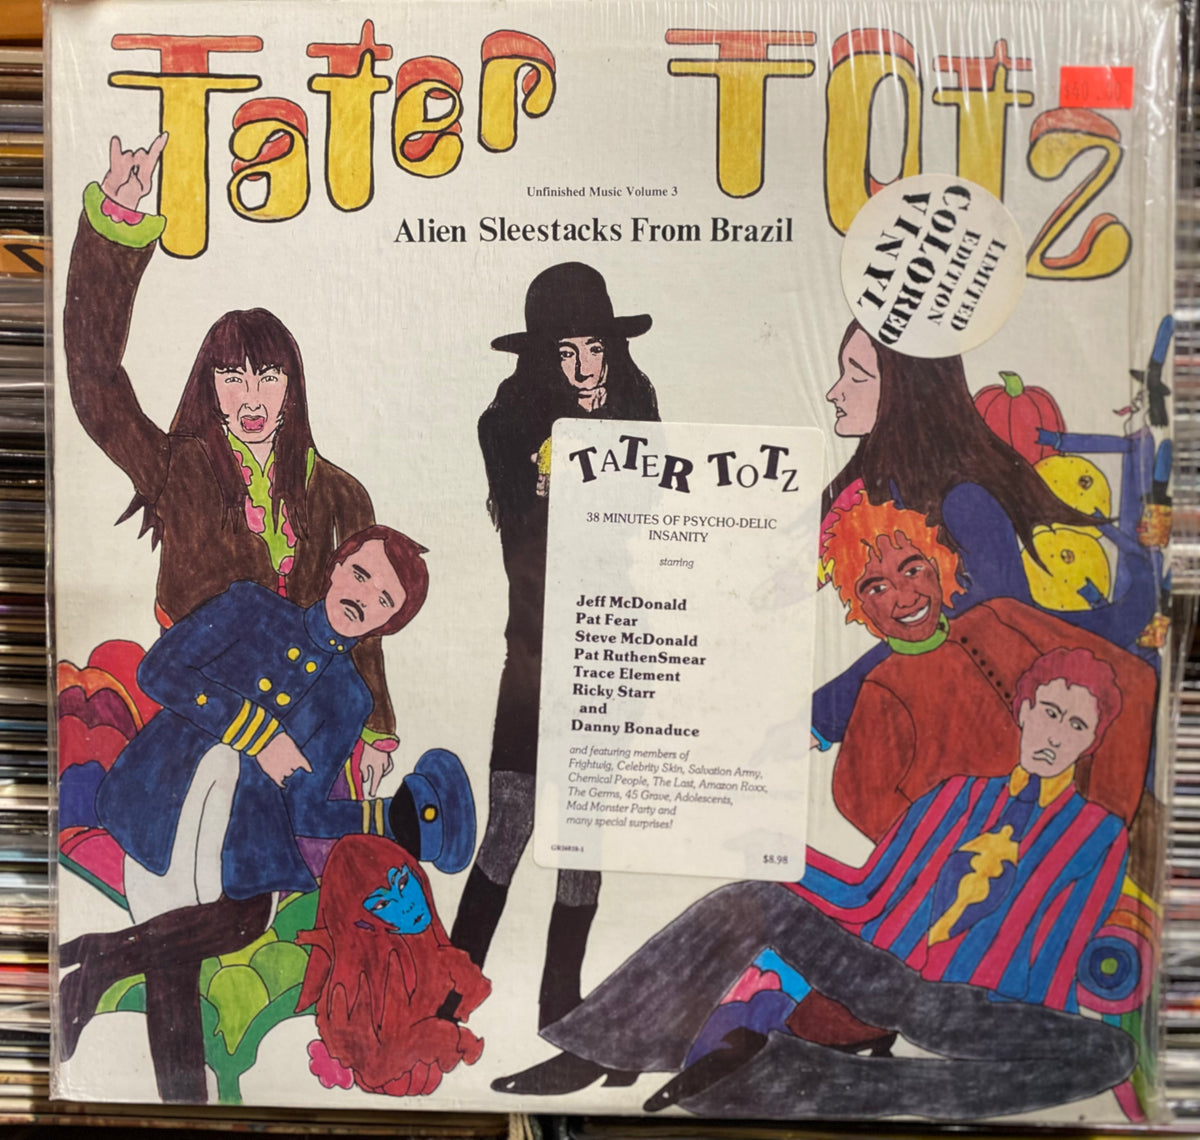 Tater Totz
$40.00
Unfinished Music Volume 3
Alien Sleestacks From Brazil
LIMITED
EDITION
COLORED
VINYL
TATER TOTZ
38 MINUTES OF PSYCHO-DELIC
INSANITY
starring
Jeff McDonald
Pat Fear
Steve McDonald
Pat RuthenSmear
Trace Element
Ricky Starr
and
Danny Bonaduce
and featuring members of
Frightwig, Celebrity Skin, Salvation Army,
Chemical People, The Last, Amazon Roxx,
The Germs, 45 Grave, Adolescents,
Mad Monster Party and
many special surprises!
$8.98